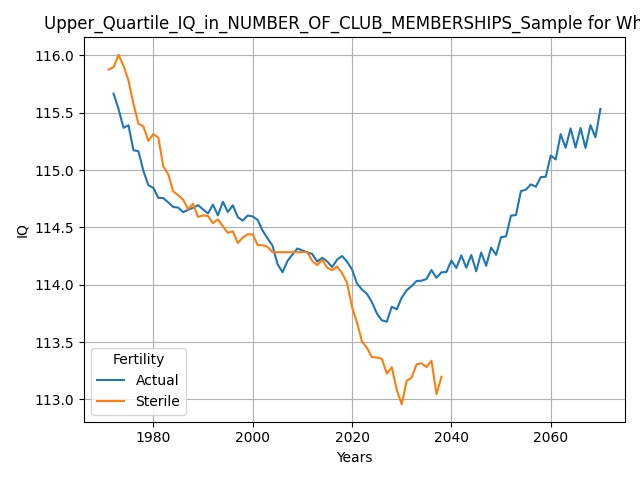 Upper_Quartile_IQ_in_NUMBER_OF_CLUB_MEMBERSHIPS_Sample for Wh
116.0
115.5
115.0
114.5
114.0
113.5
113.0
IQ
Fertility
Actual
Sterile
1980
2000
2020
2040
2060
Years